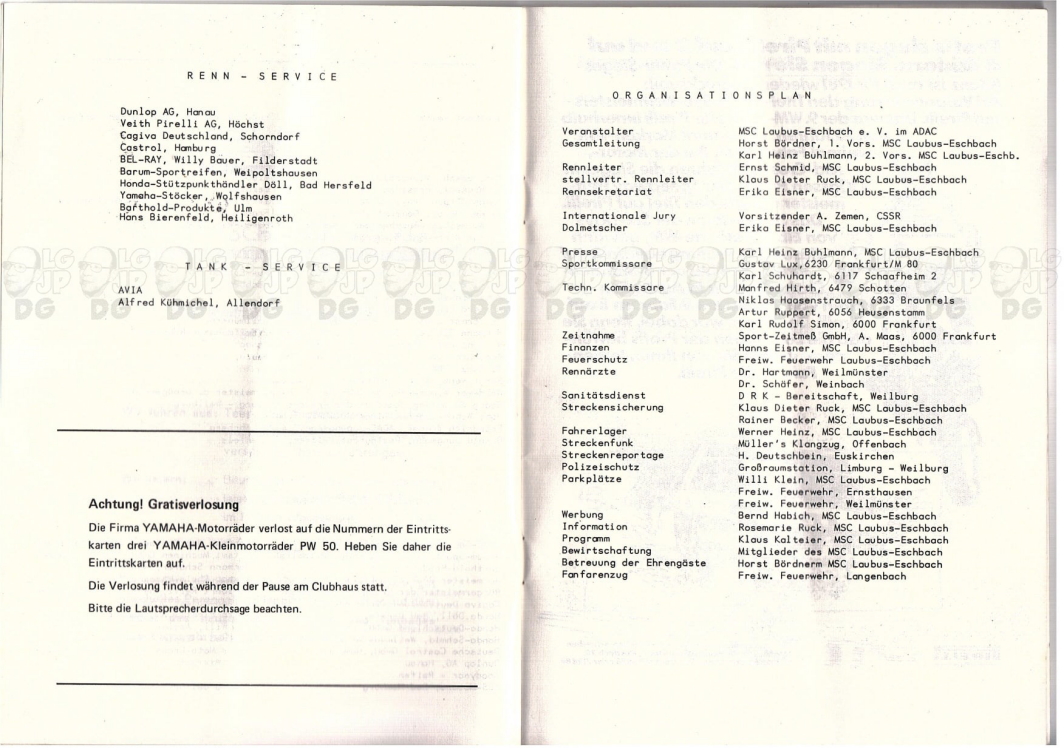 RENN - SERVICE
Dunlop AG, Hanau
Veith Pirelli AG, Höchst
Cagiva Deutschland, Schorndorf
Castrol, Hamburg
BEL-RAY, Willy Bauer, Filderstadt
Barum-Sportreifen, Weipoltshausen
Honda-Stützpunkthändler Döll, Bad Hersfeld
Yamaha-Stöcker, Wolfshausen
Barthold-Produkte, Ulm
Hans Bierenfeld, Heiligenroth
TANK - SERVICE
AVIA
Alfred Kühmichel, Allendorf
Achtung! Gratisverlosung
Die Firma YAMAHA-Motorräder verlost auf die Nummern der Eintritts-
karten drei YAMAHA-Kleinmotorräder PW 50. Heben Sie daher die
Eintrittskarten auf.
Die Verlosung findet während der Pause am Clubhaus statt.
Bitte die Lautsprecherdurchsage beachten.
ORGANISATIONSPLAN
Veranstalter MSC Laubus-Eschbach e. V. im ADAC
Gesamtleitung Horst Bördner, 1. Vors. MSC Laubus-Eschbach
Karl Heinz Buhlmann, 2. Vors. MSC Laubus-Eschb.
Rennleiter Ernst Schmid, MSC Laubus-Eschbach
stellvertr. Rennleiter Klaus Dieter Ruck, MSC Laubus-Eschbach
Rennsekretariat Erika Eisner, MSC Laubus-Eschbach
Internationale Jury Vorsitzender A. Zemen, CSSR
Dolmetscher Erika Eisner, MSC Laubus-Eschbach
Presse Karl Heinz Buhlmann, MSC Laubus-Eschbach
Sportkommissare Gustav Lux,6230 Frankfurt/M 80
Karl Schuhardt, 6117 Schaafheim 2
Techn. Kommissare Manfred Hirth, 6479 Schotten
Niklas Haasenstrauch, 6333 Braunfels
Artur Ruppert, 6056 Heusenstamm
Karl Rudolf Simon, 6000 Frankfurt
Zeitnahme Sport-Zeitmeß GmbH, A. Maas, 6000 Frankfurt
Finanzen Hanns Eisner, MSC Laubus-Eschbach
Feuerschutz Freiw. Feuerwehr Laubus-Eschbach
Rennärzte Dr. Hartmann, Weilmünster
Dr. Schäfer, Weinbach
Sanitätsdienst D R K - Bereitschaft, Weilburg
Streckensicherung Klaus Dieter Ruck, MSC Laubus-Eschbach
Rainer Becker, MSC Laubus-Eschbach
Fahrerlager Werner Heinz, MSC Laubus-Eschbach
Streckenfunk Müller's Klangzug, Offenbach
Streckenreportage H. Deutschbein, Euskirchen
Polizeischutz Großraumstation, Limburg - Weilburg
Parkplätze Willi Klein, MSC Laubus-Eschbach
Freiw. Feuerwehr, Ernsthausen
Freiw. Feuerwehr, Weilmünster
Werbung Bernd Habich, MSC Laubus-Eschbach
Information Rosemarie Ruck, MSC Laubus-Eschbach
Programm Klaus Kalteier, MSC Laubus-Eschbach
Bewirtschaftung Mitglieder des MSC Laubus-Eschbach
Betreuung der Ehrengäste Horst Bördnerm MSC Laubus-Eschbach
Fanfarenzug Freiw. Feuerwehr, Langenbach